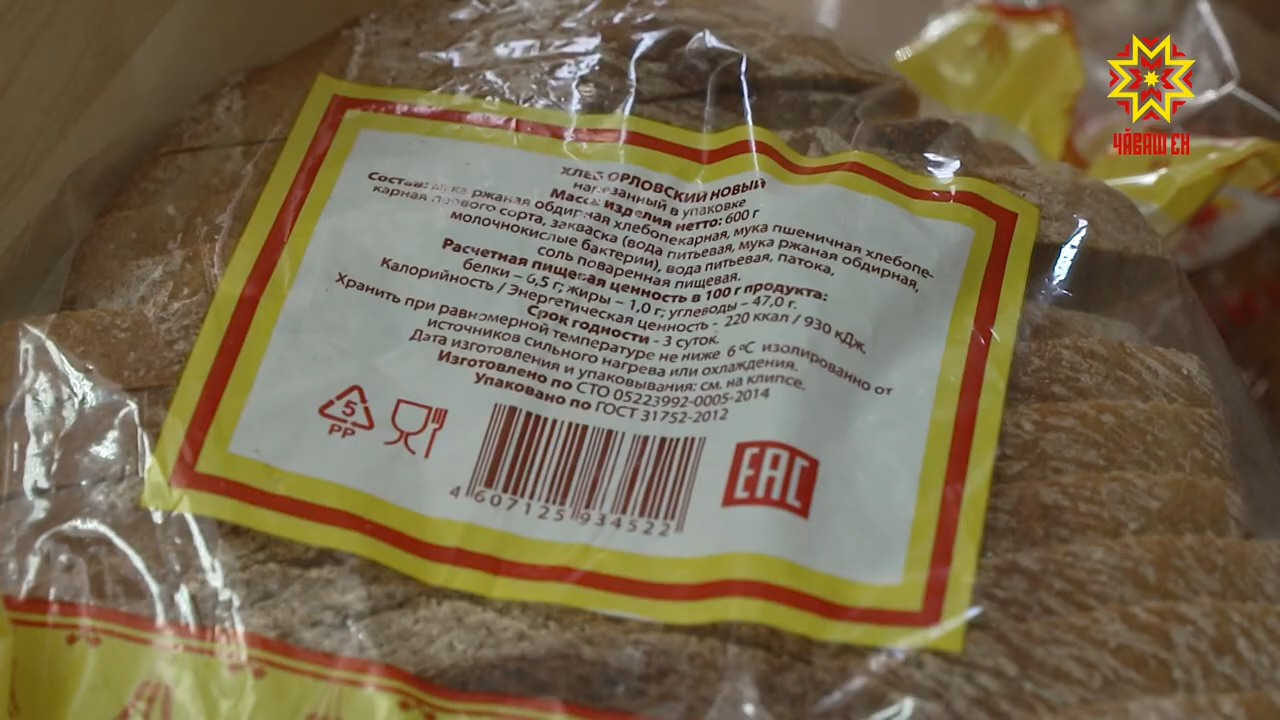 ЧӐВАШ ЕН
ХЛЕБ ОРЛОВСКИЙ НОВЫЙ
нарезанный в упаковке
Масса изделия нетто: 600 г
Состав: мука ржаная обдирная хлебопекарная, мука пшеничная хлебопе-
карная первого сорта, закваска (вода питьевая, мука ржаная обдирная,
молочнокислые бактерии), вода питьевая, патока,
соль поваренная пищевая.
Расчетная пищевая ценность в 100 г продукта:
белки – 6,5 г; жиры – 1,0 г; углеводы – 47,0 г.
Калорийность / Энергетическая ценность - 220 ккал / 930 кДж.
Срок годности - 3 суток.
Хранить при равномерной температуре не ниже 6 °С изолированно от
источников сильного нагрева или охлаждения.
Дата изготовления и упаковывания: см. на клипсе.
Изготовлено по СТО 05223992-0005-2014
Упаковано по ГОСТ 31752-2012
5
PP
EAC
4 607125 934522